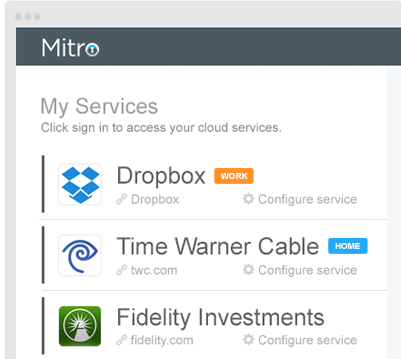 Mitro
My Services
Click sign in to access your cloud services.
Dropbox WORK
Dropbox Configure service
Time Warner Cable HOME
twc.com Configure service
Fidelity Investments
fidelity.com Configure service